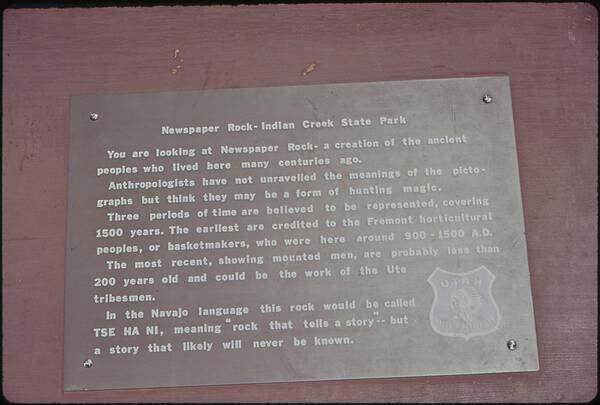 Newspaper Rock-Indian Creek State Park
You are looking at Newspaper Rock- a creation of the ancient
peoples who lived here many centuries ago.
Anthropologists have not unravelled the meanings of the picto-
graphs but think they may be a form of hunting magic.
Three periods of time are believed to be represented, covering
1500 years. The earliest are credited to the Fremont horticultural
peoples, or basketmakers, who were here around 900-1500 A.D.
The most recent, showing mounted men, are probably less than
200 years old and could be the work of the Ute
tribesmen.
In the Navajo language this rock would be called
TSE HA NI, meaning "rock that tells a story"-- but
a story that likely will never be known.
UTAH